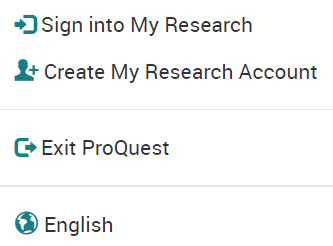 Sign into My Research
Create My Research Account
Exit ProQuest
English